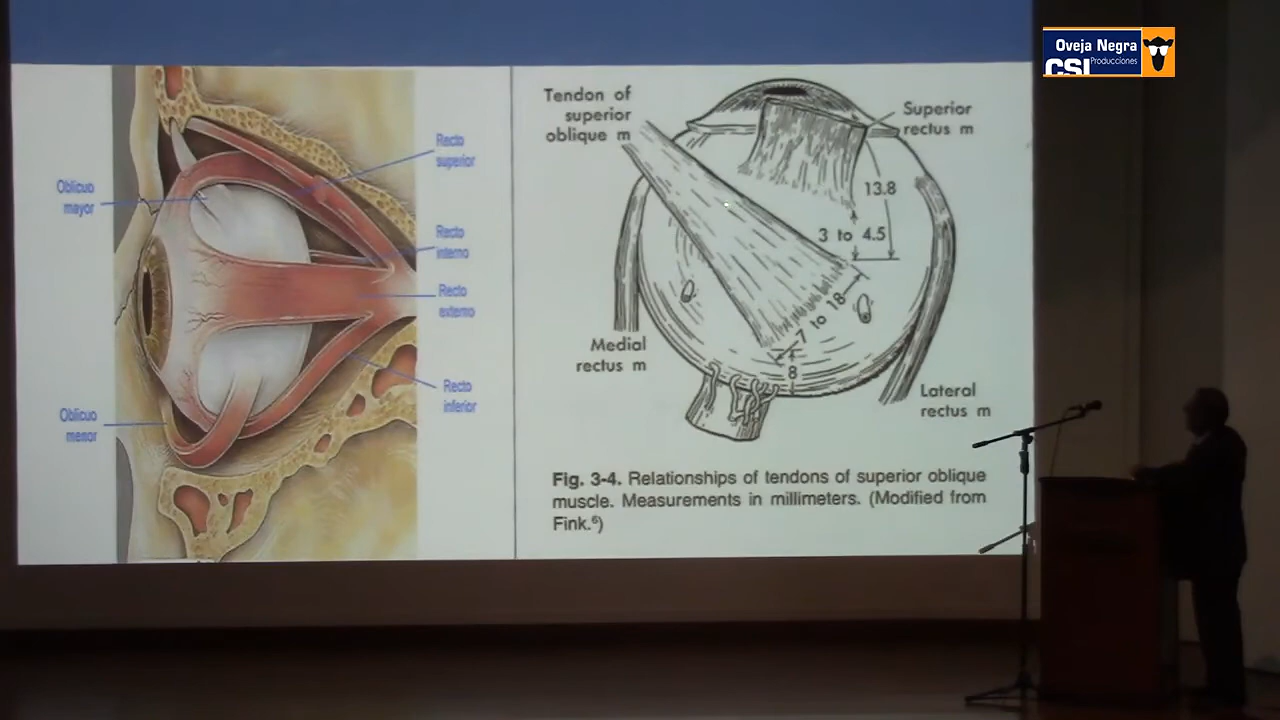 Oveja Negra
CSI Producciones
Recto
superior
Oblicuo
mayor
Recto
interno
Recto
externo
Recto
inferior
Oblicuo
menor
Tendon of
superior
oblique m
Superior
rectus m
13.8
3 to 4.5
7 to 18
8
Medial
rectus m
Lateral
rectus m
Fig. 3-4. Relationships of tendons of superior oblique
muscle. Measurements in millimeters. (Modified from
Fink.⁶)